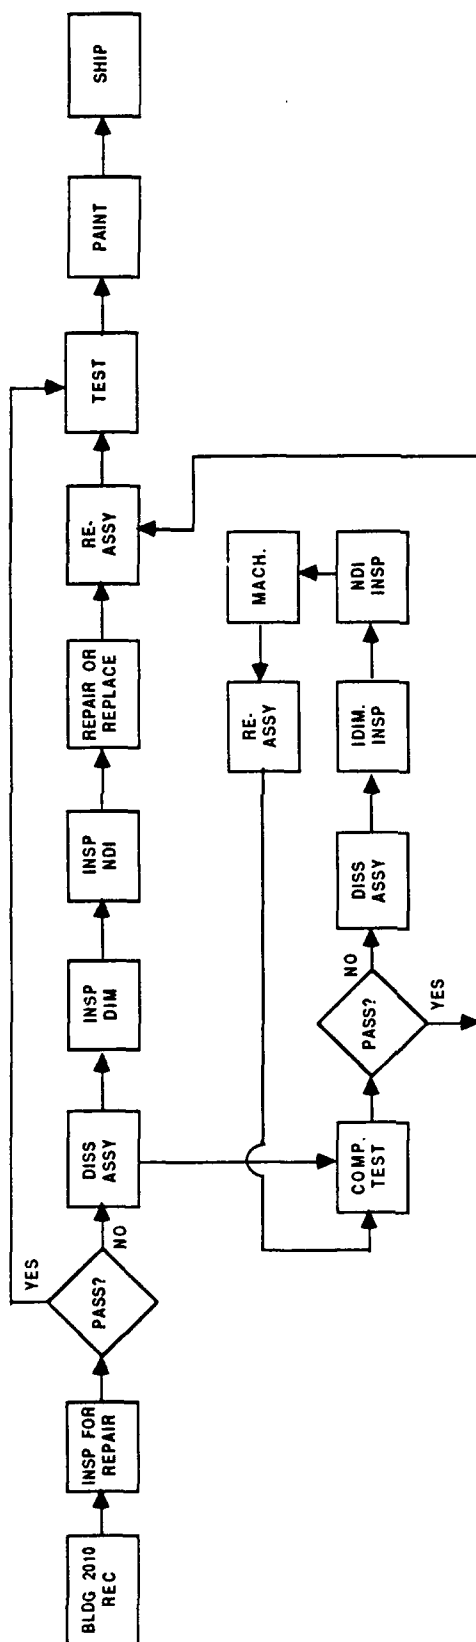 BLDG 2010
REC
INSP FOR
REPAIR
PASS?
YES
NO
DISS
ASSY
INSP
DIM
INSP
NDI
REPAIR OR
REPLACE
RE-
ASSY
TEST
PAINT
SHIP
COMP.
TEST
PASS?
NO
YES
DISS
ASSY
IDIM.
INSP
NDI
INSP
MACH.
RE-
ASSY